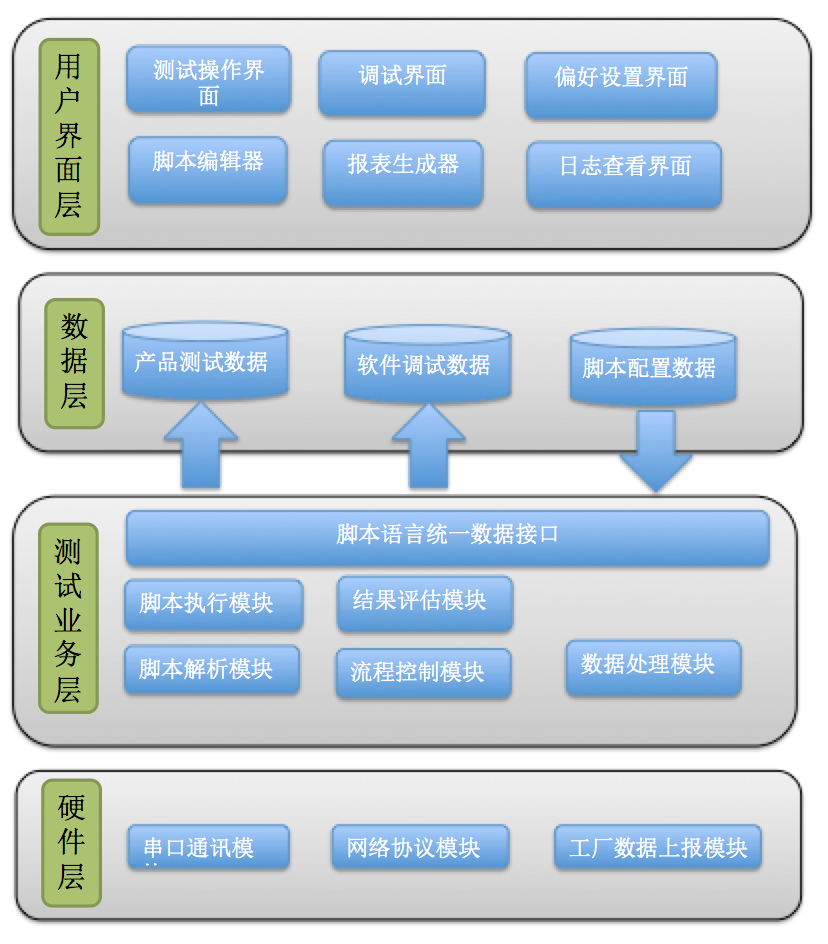 用户界面层
测试操作界
面
调试界面
偏好设置界面
脚本编辑器
报表生成器
日志查看界面
数据层
产品测试数据
软件调试数据
脚本配置数据
测试业务层
脚本语言统一数据接口
脚本执行模块
结果评估模块
脚本解析模块
流程控制模块
数据处理模块
硬件层
串口通讯模
网络协议模块
工厂数据上报模块